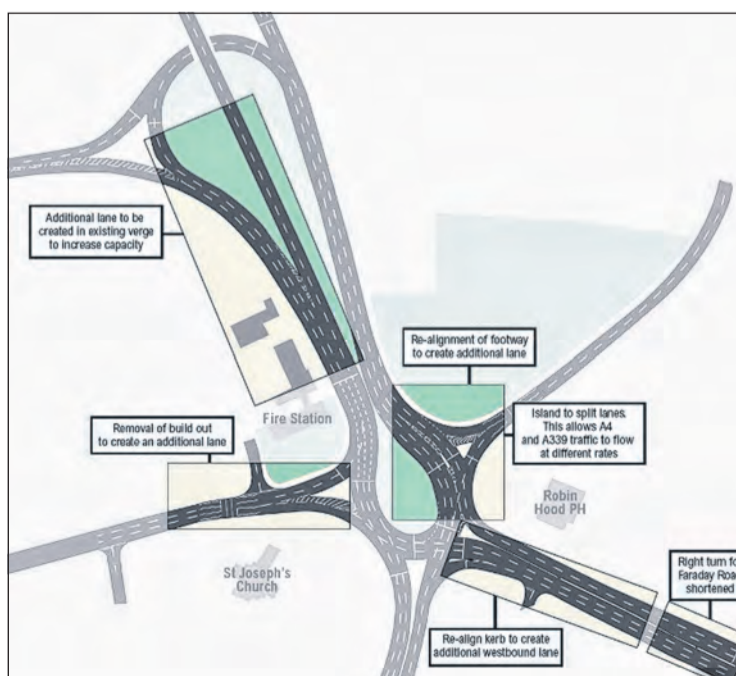 Additional lane to be
created in existing verge
to increase capacity
Re-alignment of footway
to create additional lane
Fire Station
Island to split lanes.
This allows A4
and A339 traffic to flow
at different rates
Removal of build out
to create an additional lane
Robin
Hood PH
St Joseph's
Church
Right turn fo
Faraday Roa
shortened
Re-align kerb to create
additional westbound lane